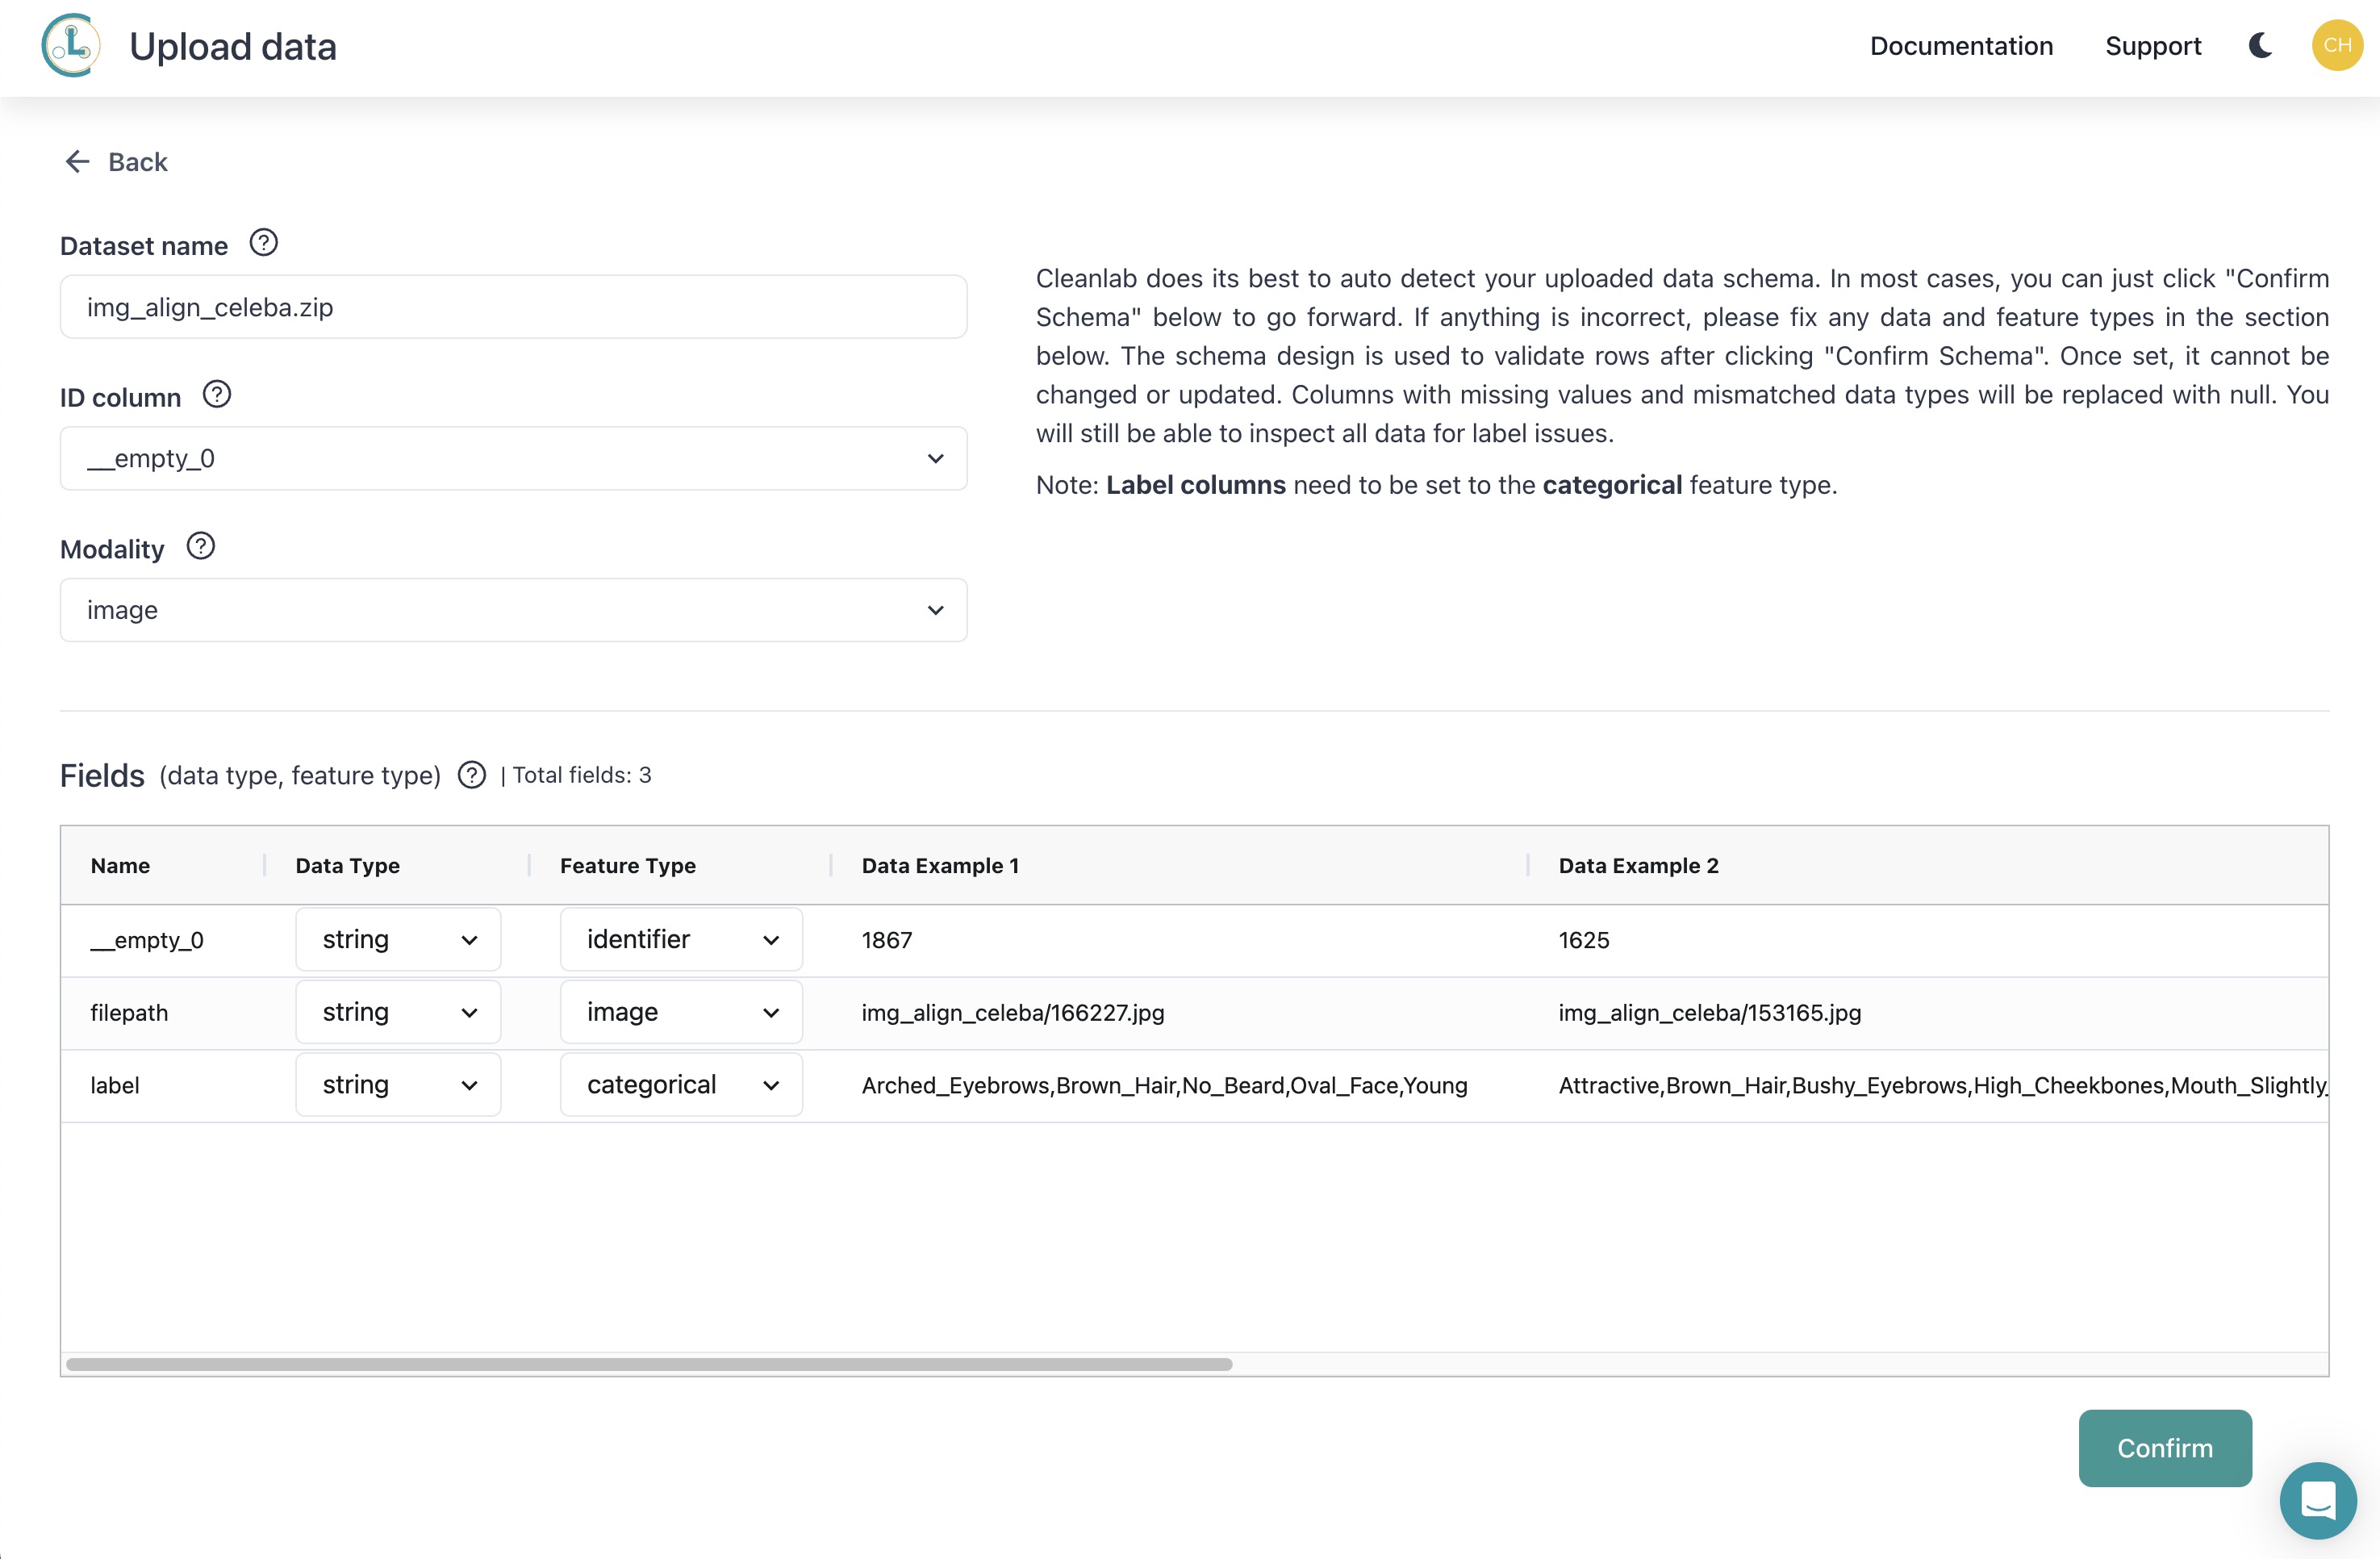 Upload data
Documentation
Support
CH
Back
Dataset name
img_align_celeba.zip
Cleanlab does its best to auto detect your uploaded data schema. In most cases, you can just click "Confirm
Schema" below to go forward. If anything is incorrect, please fix any data and feature types in the section
below. The schema design is used to validate rows after clicking "Confirm Schema". Once set, it cannot be
changed or updated. Columns with missing values and mismatched data types will be replaced with null. You
will still be able to inspect all data for label issues.
Note: Label columns need to be set to the categorical feature type.
ID column
__empty_0
Modality
image
Fields (data type, feature type) | Total fields: 3
Name Data Type Feature Type Data Example 1 Data Example 2
__empty_0 string identifier 1867 1625
filepath string image img_align_celeba/166227.jpg img_align_celeba/153165.jpg
label string categorical Arched_Eyebrows,Brown_Hair,No_Beard,Oval_Face,Young Attractive,Brown_Hair,Bushy_Eyebrows,High_Cheekbones,Mouth_Slightly_
Confirm